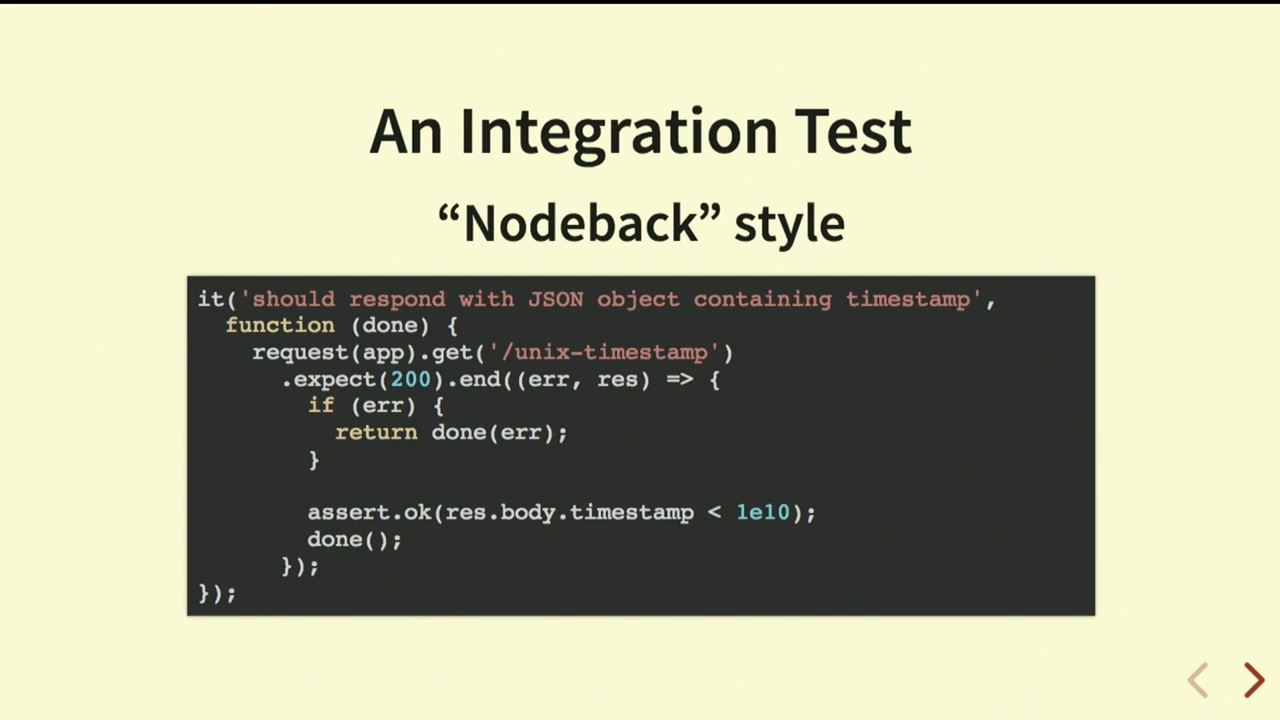 An Integration Test
“Nodeback” style
it('should respond with JSON object containing timestamp',
  function (done) {
    request(app).get('/unix-timestamp')
      .expect(200).end((err, res) => {
        if (err) {
          return done(err);
        }

        assert.ok(res.body.timestamp < 1e10);
        done();
      });
});